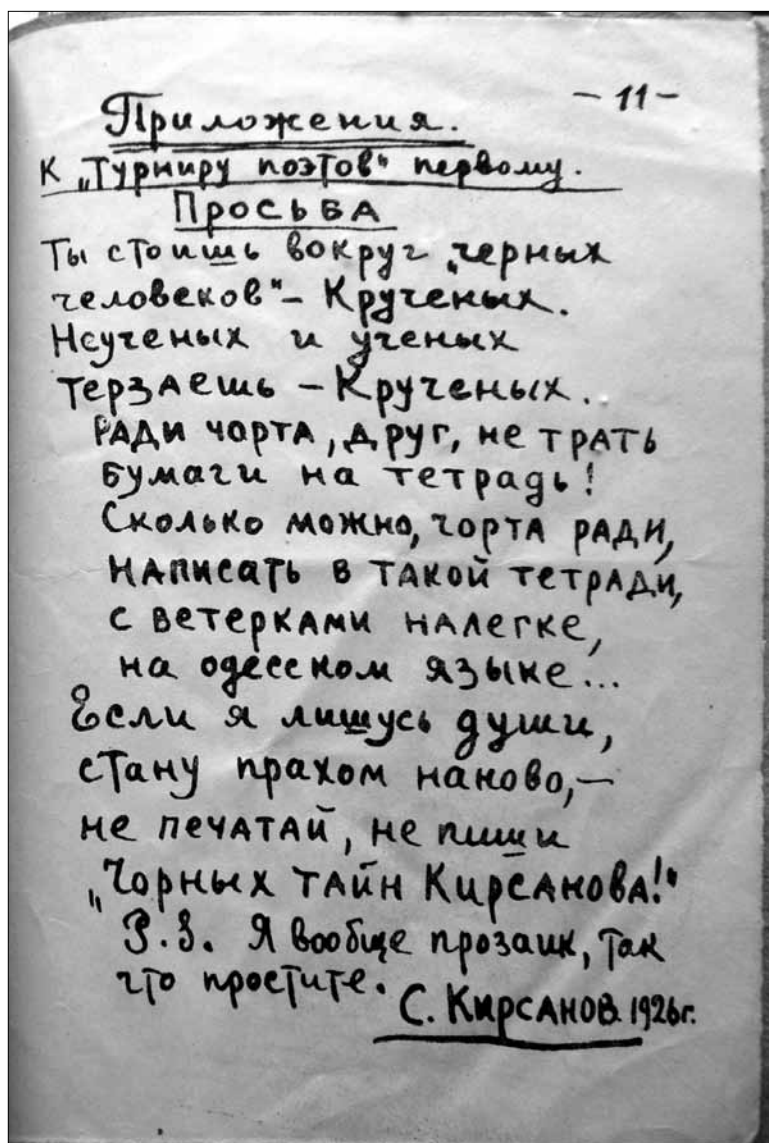 - 11 -
Приложения.
К „Турниру поэтов" первому.
Просьба
Ты стоишь вокруг „черных
человеков" - Крученых.
Неученых и ученых
терзаешь - Крученых.
Ради чорта, друг, не трать
бумаги на тетрадь!
Сколько можно, чорта ради,
написать в такой тетради,
с ветерками налегке,
на одесском языке...
Если я лишусь души,
стану прахом наново, -
не печатай, не пиши
„Чорных тайн Кирсанова!"
P.S. Я вообще прозаик, так
что простите.
С. Кирсанов 1926г.